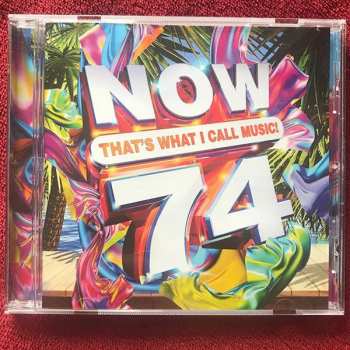 NOW
THAT'S WHAT I CALL MUSIC!
74